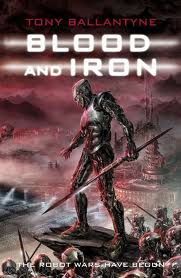 TONY BALLANTYNE
BLOOD
AND IRON
THE ROBOT WARS HAVE BEGUN